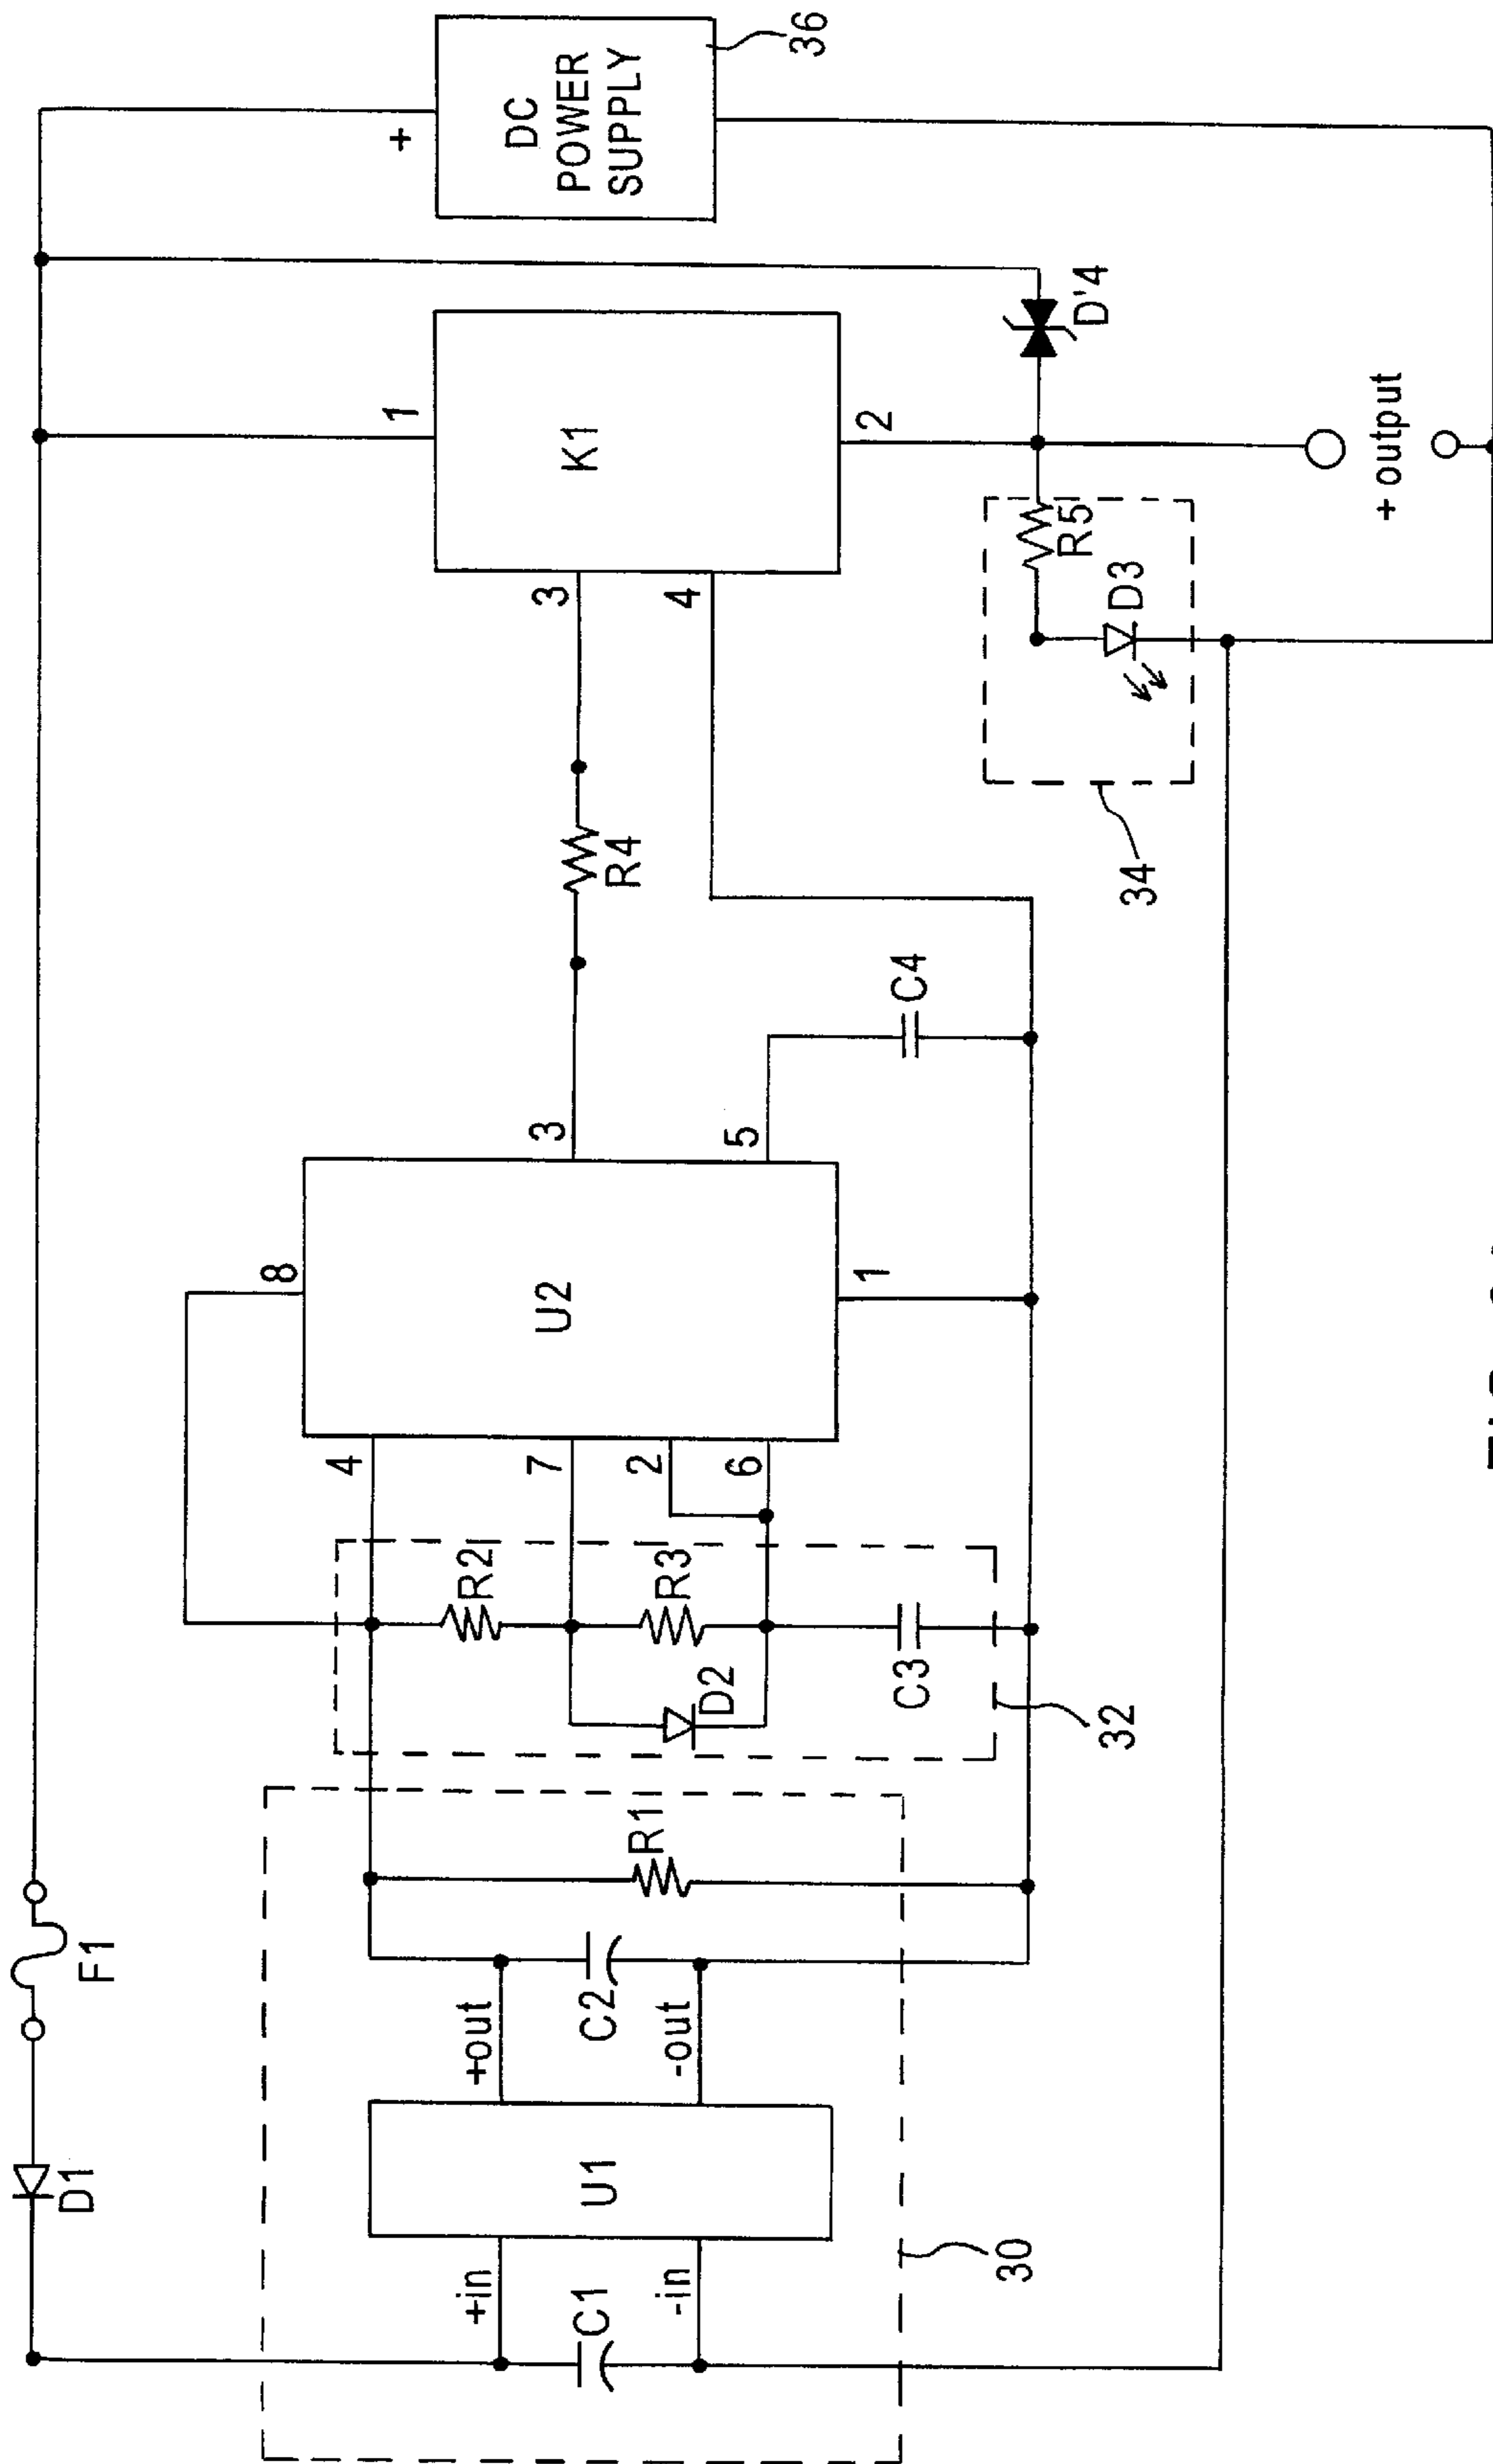 D1
F1
8
4
1
+
+in
+out
R2
DC
POWER
SUPPLY
7
3
3
U1
U2
K1
C1
C2
R1
R4
2
R3
-in
-out
4
D2
6
5
36
1
2
C3
C4
30
R5
D'4
32
D3
34
+ output